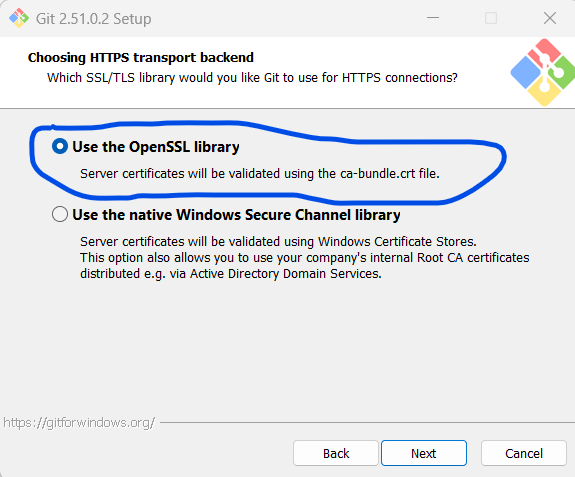 Git 2.51.0.2 Setup
Choosing HTTPS transport backend
Which SSL/TLS library would you like Git to use for HTTPS connections?
Use the OpenSSL library
Server certificates will be validated using the ca-bundle.crt file.
Use the native Windows Secure Channel library
Server certificates will be validated using Windows Certificate Stores.
This option also allows you to use your company's internal Root CA certificates
distributed e.g. via Active Directory Domain Services.
https://gitforwindows.org/
Back Next Cancel